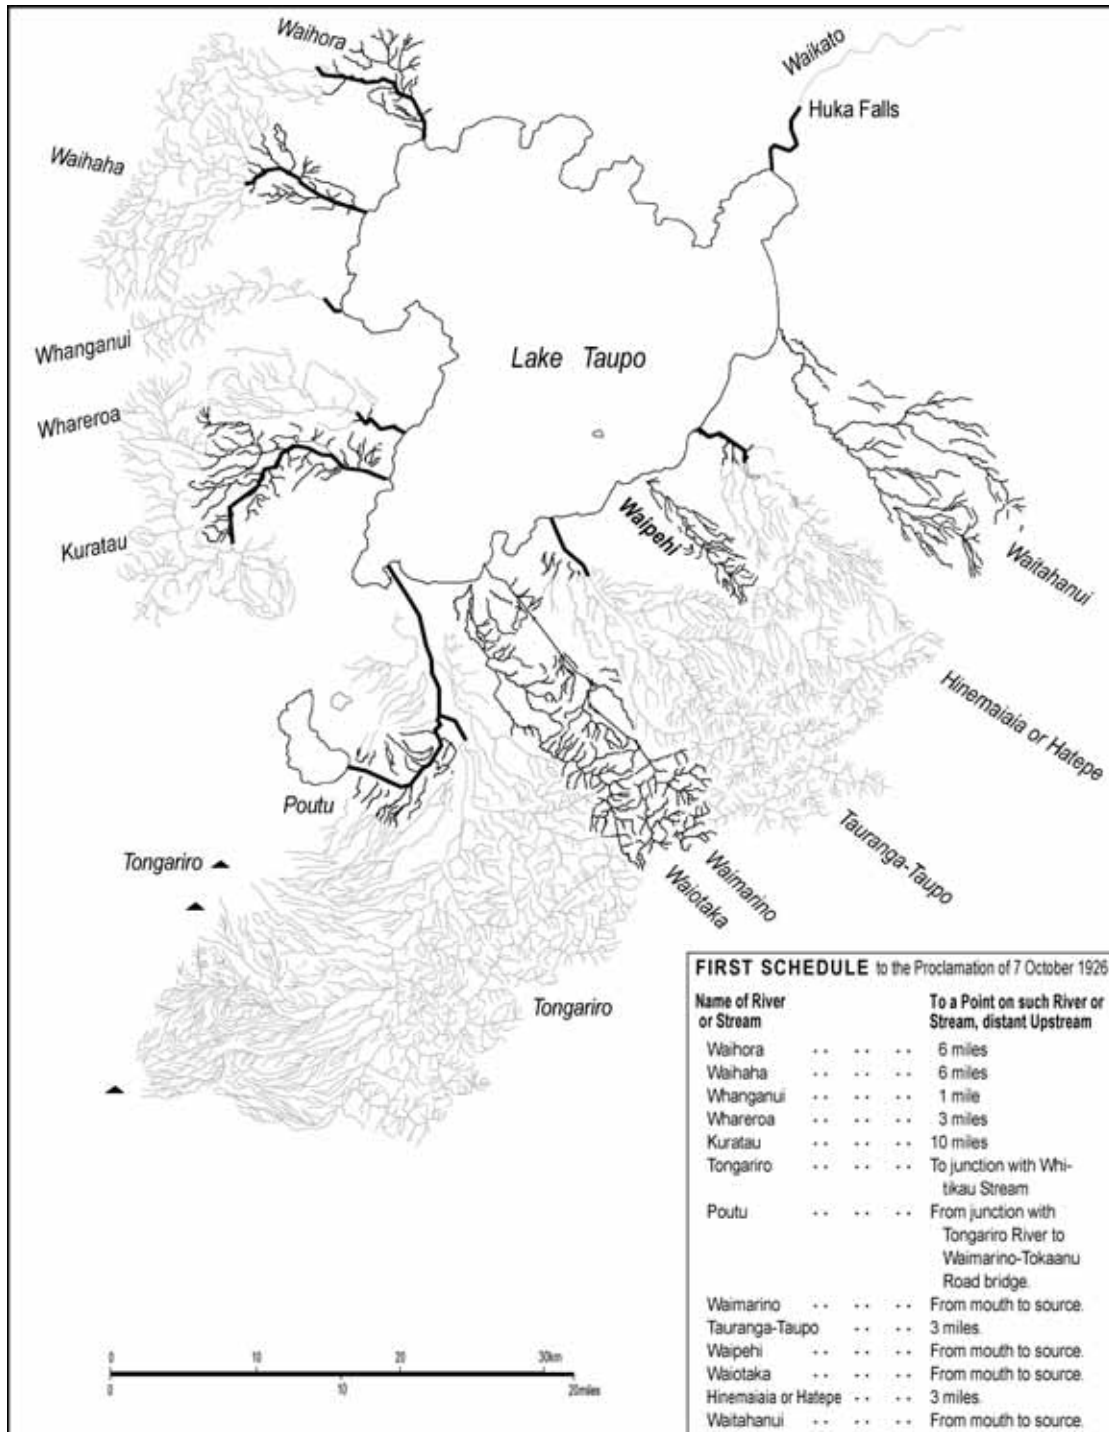 Waihora
Waikato
Huka Falls
Waihaha
Whanganui
Lake Taupo
Whareroa
Kuratau
Waipehi
Waitahanui
Hinemaiaia or Hatepe
Poutu
Tauranga-Taupo
Tongariro
Waimarino
Waiotaka
Tongariro
FIRST SCHEDULE to the Proclamation of 7 October 1926
Name of River or Stream
To a Point on such River or Stream, distant Upstream
Waihora .. .. .. 6 miles
Waihaha .. .. .. 6 miles
Whanganui .. .. .. 1 mile
Whareroa .. .. .. 3 miles
Kuratau .. .. .. 10 miles
Tongariro .. .. .. To junction with Whi-
tikau Stream
Poutu .. .. .. From junction with
Tongariro River to
Waimarino-Tokaanu
Road bridge.
Waimarino .. .. .. From mouth to source.
Tauranga-Taupo .. .. 3 miles.
Waipehi .. .. .. From mouth to source.
Waiotaka .. .. .. From mouth to source.
Hinemaiaia or Hatepe .. .. 3 miles.
Waitahanui .. .. .. From mouth to source.
0 10 20 30km
0 10 20miles